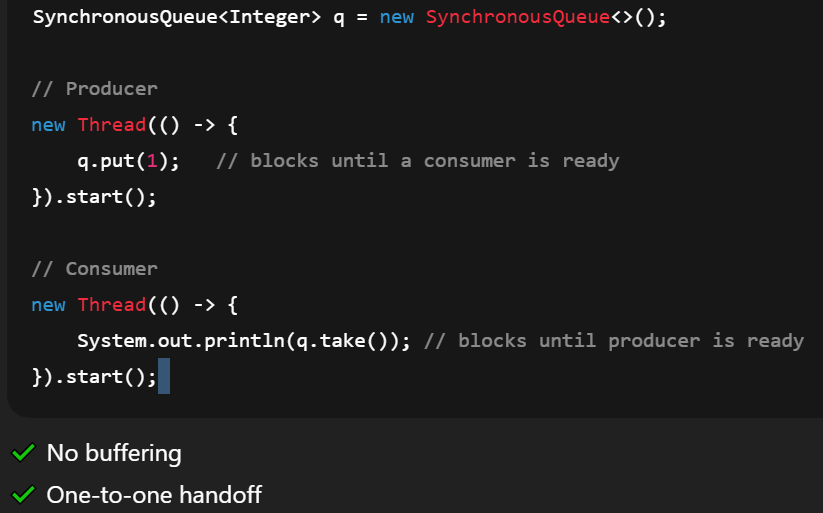 SynchronousQueue<Integer> q = new SynchronousQueue<>();
// Producer
new Thread(() -> {
    q.put(1);   // blocks until a consumer is ready
}).start();
// Consumer
new Thread(() -> {
    System.out.println(q.take()); // blocks until producer is ready
}).start();
✔ No buffering
✔ One-to-one handoff